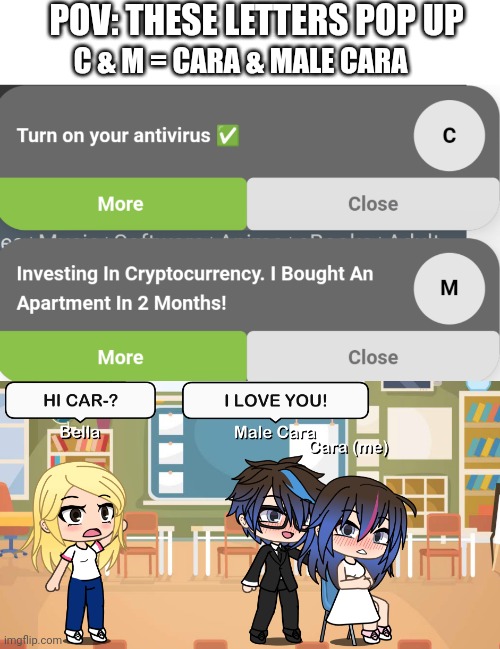 POV: THESE LETTERS POP UP
C & M = CARA & MALE CARA
Turn on your antivirus ✅
C
More
Close
Investing In Cryptocurrency. I Bought An
Apartment In 2 Months!
M
More
Close
HI CAR-?
I LOVE YOU!
Bella
Male Cara
Cara (me)
imgflip.com